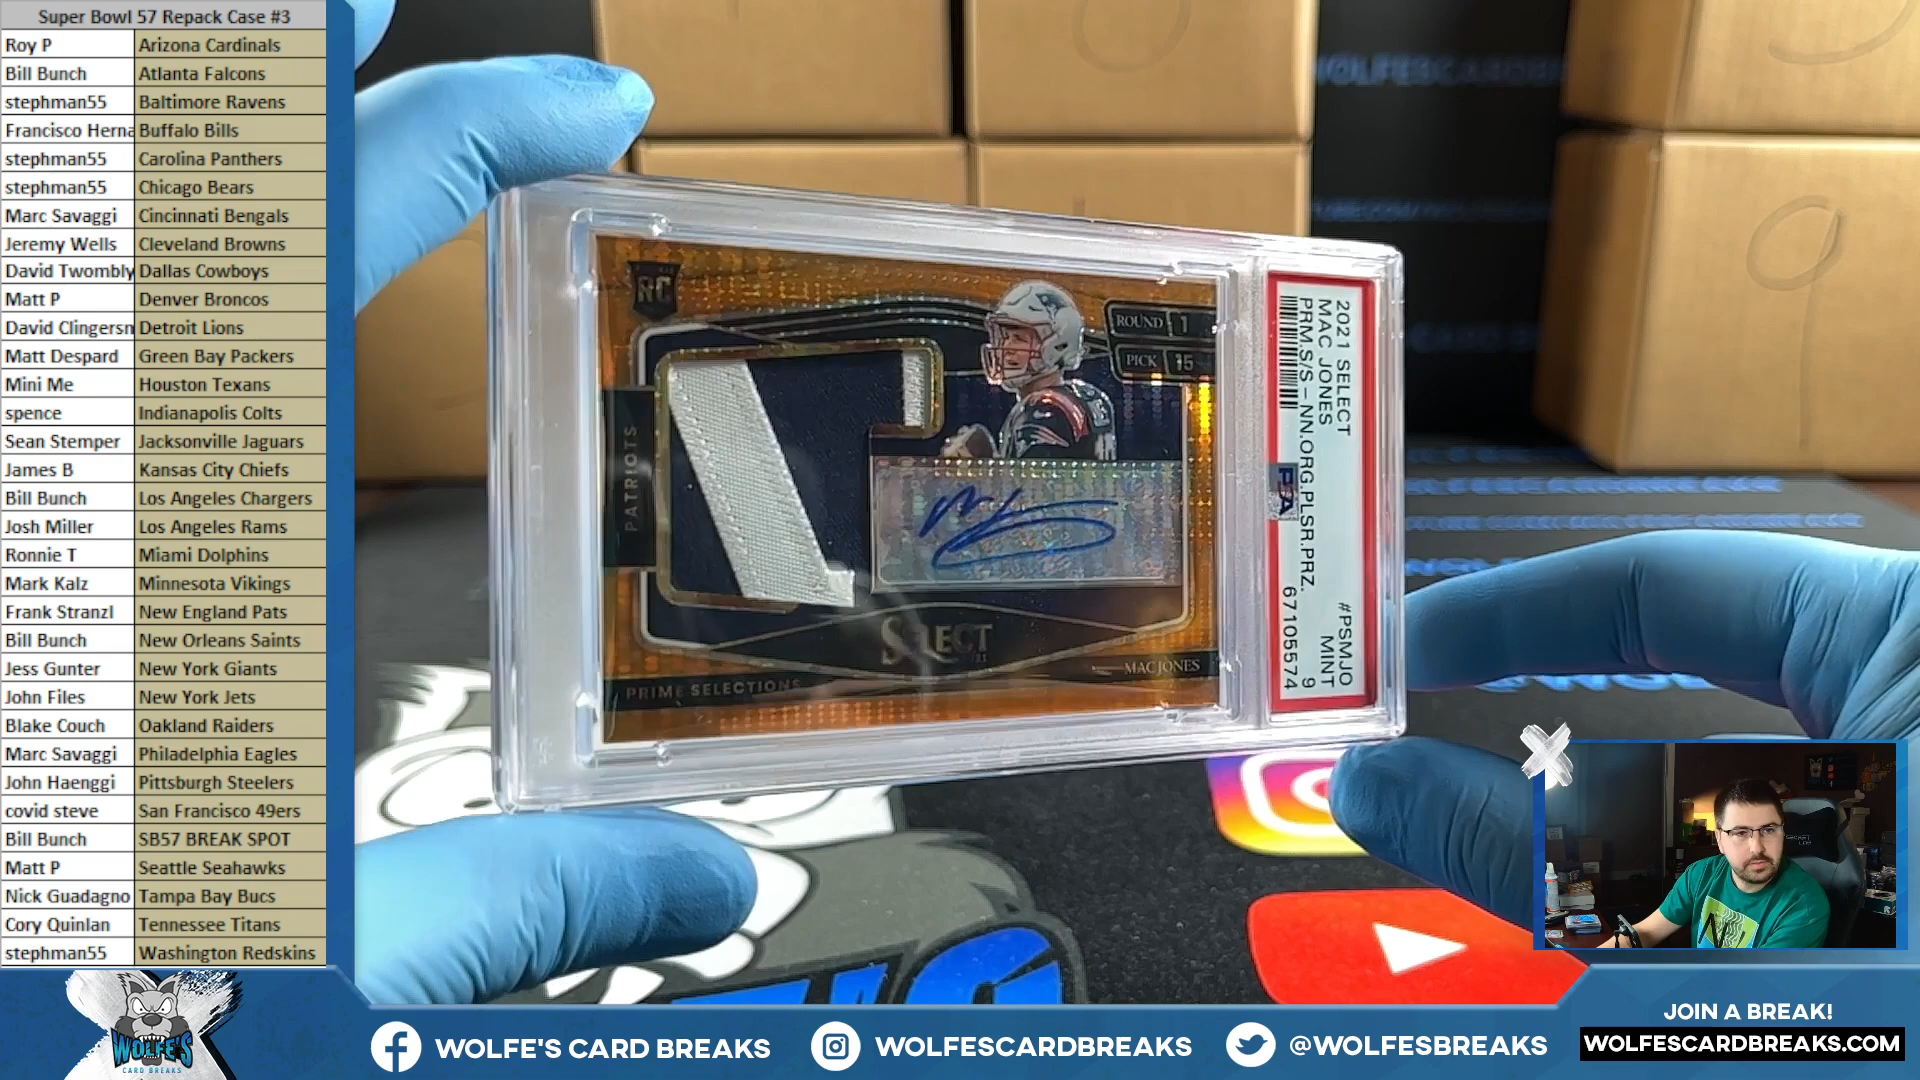 Super Bowl 57 Repack Case #3
Roy P Arizona Cardinals
Bill Bunch Atlanta Falcons
stephman55 Baltimore Ravens
Francisco Herna Buffalo Bills
stephman55 Carolina Panthers
stephman55 Chicago Bears
Marc Savaggi Cincinnati Bengals
Jeremy Wells Cleveland Browns
David Twombly Dallas Cowboys
Matt P Denver Broncos
David Clingersn Detroit Lions
Matt Despard Green Bay Packers
Mini Me Houston Texans
spence Indianapolis Colts
Sean Stemper Jacksonville Jaguars
James B Kansas City Chiefs
Bill Bunch Los Angeles Chargers
Josh Miller Los Angeles Rams
Ronnie T Miami Dolphins
Mark Kalz Minnesota Vikings
Frank Stranzl New England Pats
Bill Bunch New Orleans Saints
Jess Gunter New York Giants
John Files New York Jets
Blake Couch Oakland Raiders
Marc Savaggi Philadelphia Eagles
John Haenggi Pittsburgh Steelers
covid steve San Francisco 49ers
Bill Bunch SB57 BREAK SPOT
Matt P Seattle Seahawks
Nick Guadagno Tampa Bay Bucs
Cory Quinlan Tennessee Titans
stephman55 Washington Redskins
WOLFESCARDB
RC
ROUND 1
PICK 15
PATRIOTS
SELECT
MAC JONES
PRIME SELECTIONS
2021 SELECT #PSMJO
MAC JONES MINT
PRM.S/S - NN.ORG.PLSR.PRZ. 9
PSA 67105574
WOLFE'S
CARD BREAKS
WOLFE'S CARD BREAKS
WOLFESCARDBREAKS
@WOLFESBREAKS
JOIN A BREAK!
WOLFESCARDBREAKS.COM